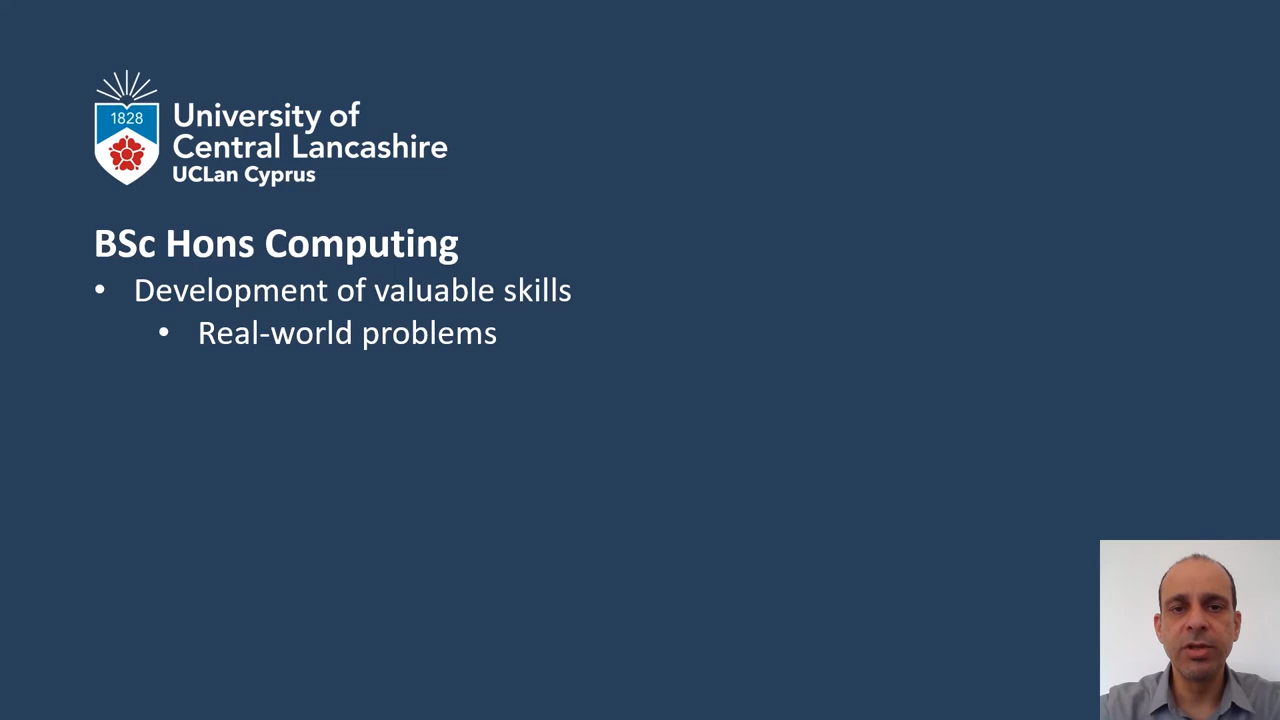 1828
University of
Central Lancashire
UCLan Cyprus
BSc Hons Computing
• Development of valuable skills
• Real-world problems